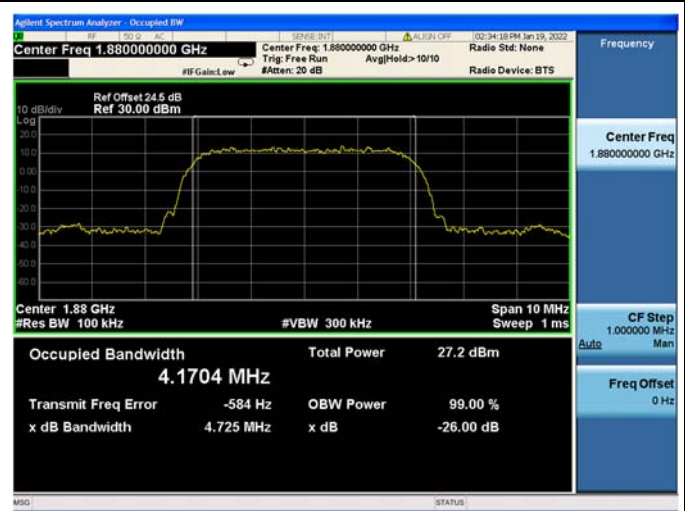 Agilent Spectrum Analyzer - Occupied BW
RF 50 Ω AC SENSE:INT ALIGN OFF 02:34:18 PM Jan 19, 2022
Center Freq 1.880000000 GHz Center Freq: 1.880000000 GHz Radio Std: None
Trig: Free Run Avg|Hold:> 10/10
#IFGain:Low #Atten: 20 dB Radio Device: BTS
Frequency
Ref Offset 24.5 dB
10 dB/div Ref 30.00 dBm
Log
20.0
10.0
0.00
-10.0
-20.0
-30.0
-40.0
-50.0
-60.0
Center 1.88 GHz Span 10 MHz
#Res BW 100 kHz #VBW 300 kHz Sweep 1 ms
Occupied Bandwidth Total Power 27.2 dBm
4.1704 MHz
Transmit Freq Error -584 Hz OBW Power 99.00 %
x dB Bandwidth 4.725 MHz x dB -26.00 dB
Center Freq
1.880000000 GHz
CF Step
1.000000 MHz
Auto Man
Freq Offset
0 Hz
MSG STATUS